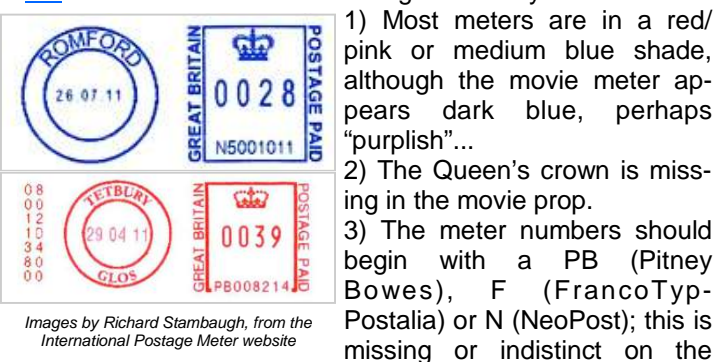 ROMFORD
26 07 11
GREAT BRITAIN
0028
POSTAGE PAID
N5001011
08
00
12
10
34
80
00
TETBURY
29 04 11
GLOS
GREAT BRITAIN
0039
POSTAGE PAID
PB008214
Images by Richard Stambaugh, from the
International Postage Meter website
1) Most meters are in a red/
pink or medium blue shade,
although the movie meter ap-
pears dark blue, perhaps
“purplish”...
2) The Queen’s crown is miss-
ing in the movie prop.
3) The meter numbers should
begin with a PB (Pitney
Bowes), F (FrancoTyp-
Postalia) or N (NeoPost); this is
missing or indistinct on the